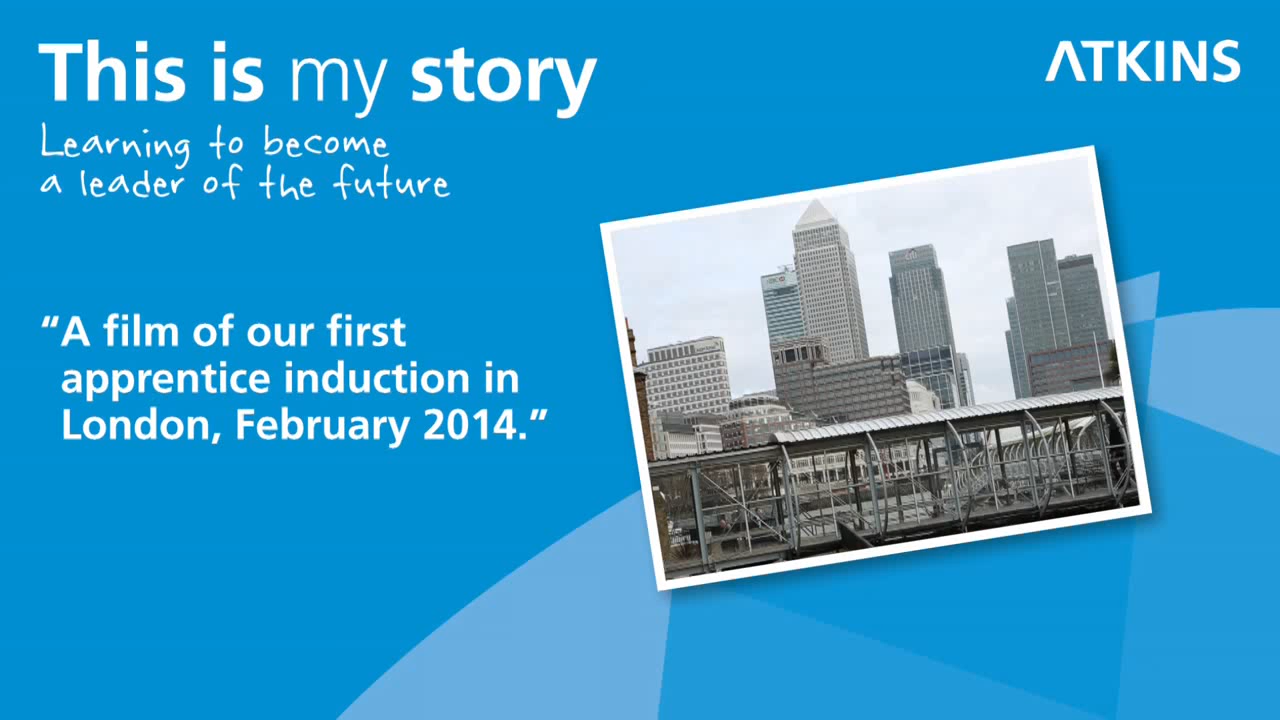 This is my story
Learning to become
a leader of the future
ATKINS
“A film of our first
apprentice induction in
London, February 2014.”
citi